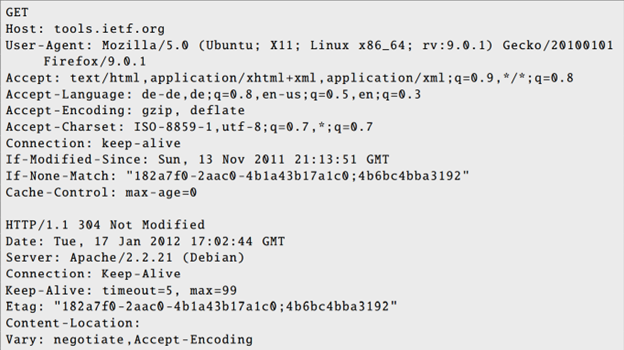 GET
Host: tools.ietf.org
User-Agent: Mozilla/5.0 (Ubuntu; X11; Linux x86_64; rv:9.0.1) Gecko/20100101
Firefox/9.0.1
Accept: text/html,application/xhtml+xml,application/xml;q=0.9,*/*;q=0.8
Accept-Language: de-de,de;q=0.8,en-us;q=0.5,en;q=0.3
Accept-Encoding: gzip, deflate
Accept-Charset: ISO-8859-1,utf-8;q=0.7,*;q=0.7
Connection: keep-alive
If-Modified-Since: Sun, 13 Nov 2011 21:13:51 GMT
If-None-Match: "182a7f0-2aac0-4b1a43b17a1c0;4b6bc4bba3192"
Cache-Control: max-age=0

HTTP/1.1 304 Not Modified
Date: Tue, 17 Jan 2012 17:02:44 GMT
Server: Apache/2.2.21 (Debian)
Connection: Keep-Alive
Keep-Alive: timeout=5, max=99
Etag: "182a7f0-2aac0-4b1a43b17a1c0;4b6bc4bba3192"
Content-Location:
Vary: negotiate,Accept-Encoding